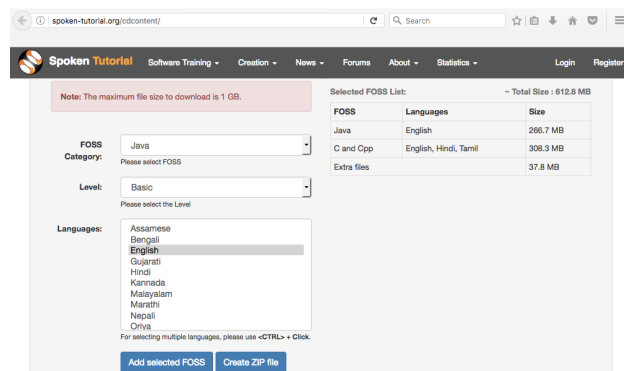 spoken-tutorial.org/cdcontent/
Search
Spoken Tutorial Software Training Creation News Forums About Statistics Login Register
Note: The maximum file size to download is 1 GB.
FOSS Category:
Java
Please select FOSS
Level:
Basic
Please select the Level
Languages:
Assamese
Bengali
English
Gujarati
Hindi
Kannada
Malayalam
Marathi
Nepali
Oriya
For selecting multiple languages, please use <CTRL> + Click.
Add selected FOSS Create ZIP file
Selected FOSS List: ~ Total Size : 612.8 MB
FOSS Languages Size
Java English 266.7 MB
C and Cpp English, Hindi, Tamil 308.3 MB
Extra files 37.8 MB